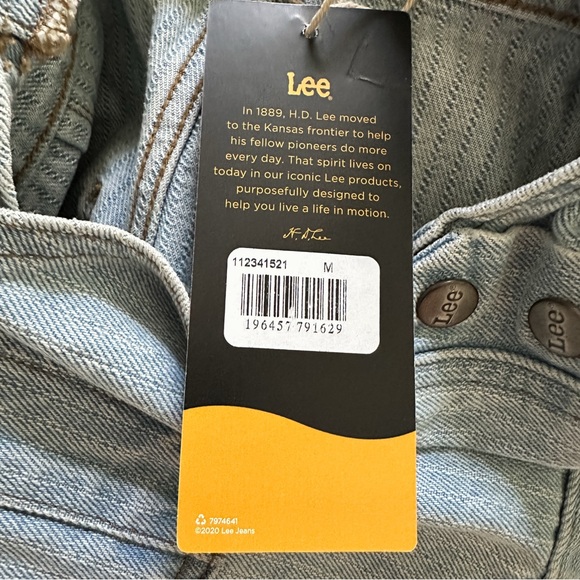 Lee
In 1889, H.D. Lee moved
to the Kansas frontier to help
his fellow pioneers do more
every day. That spirit lives on
today in our iconic Lee products,
purposefully designed to
help you live a life in motion.
H. D. Lee
112341521 M
196457 791629
Lee
Lee
7974641
©2020 Lee Jeans